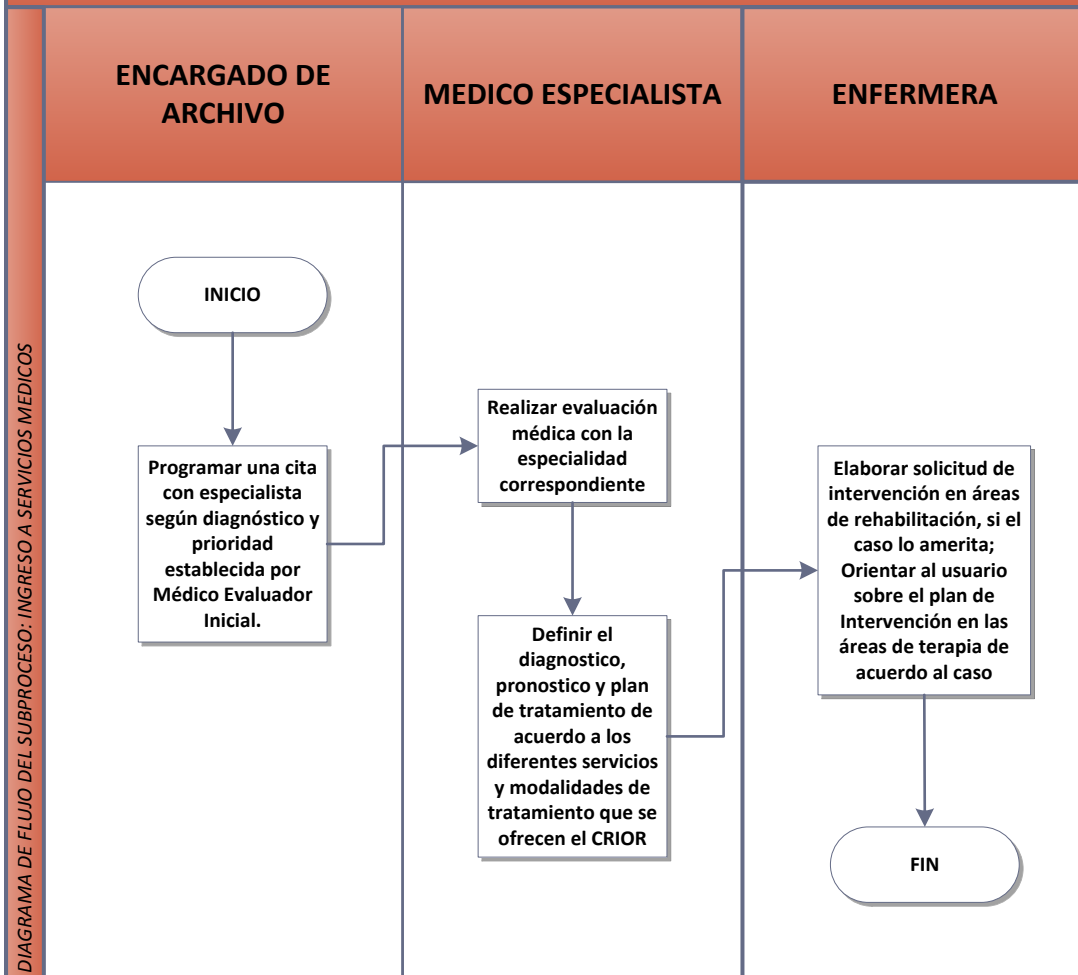 DIAGRAMA DE FLUJO DEL SUBPROCESO: INGRESO A SERVICIOS MEDICOS
ENCARGADO DE
ARCHIVO
MEDICO ESPECIALISTA
ENFERMERA
INICIO
Programar una cita
con especialista
según diagnóstico y
prioridad
establecida por
Médico Evaluador
Inicial.
Realizar evaluación
médica con la
especialidad
correspondiente
Definir el
diagnostico,
pronostico y plan
de tratamiento de
acuerdo a los
diferentes servicios
y modalidades de
tratamiento que se
ofrecen el CRIOR
Elaborar solicitud de
intervención en áreas
de rehabilitación, si el
caso lo amerita;
Orientar al usuario
sobre el plan de
Intervención en las
áreas de terapia de
acuerdo al caso
FIN